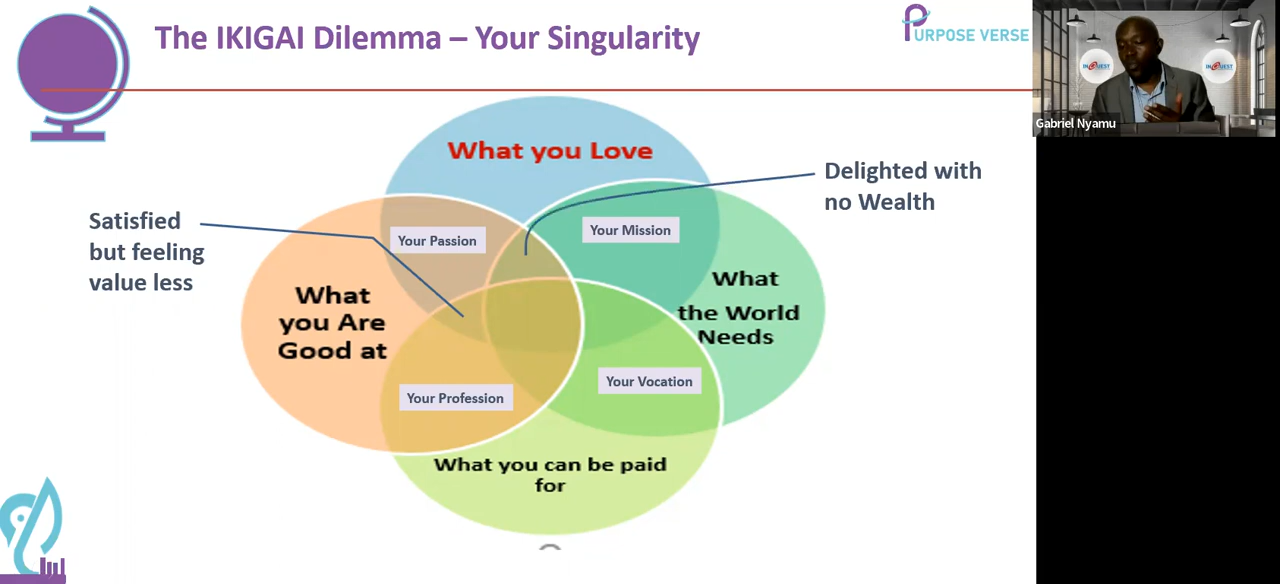 The IKIGAI Dilemma – Your Singularity
PURPOSE VERSE
Gabriel Nyamu
What you Love
Delighted with
no Wealth
Satisfied
but feeling
value less
Your Passion
Your Mission
What
you Are
Good at
What
the World
Needs
Your Profession
Your Vocation
What you can be paid
for